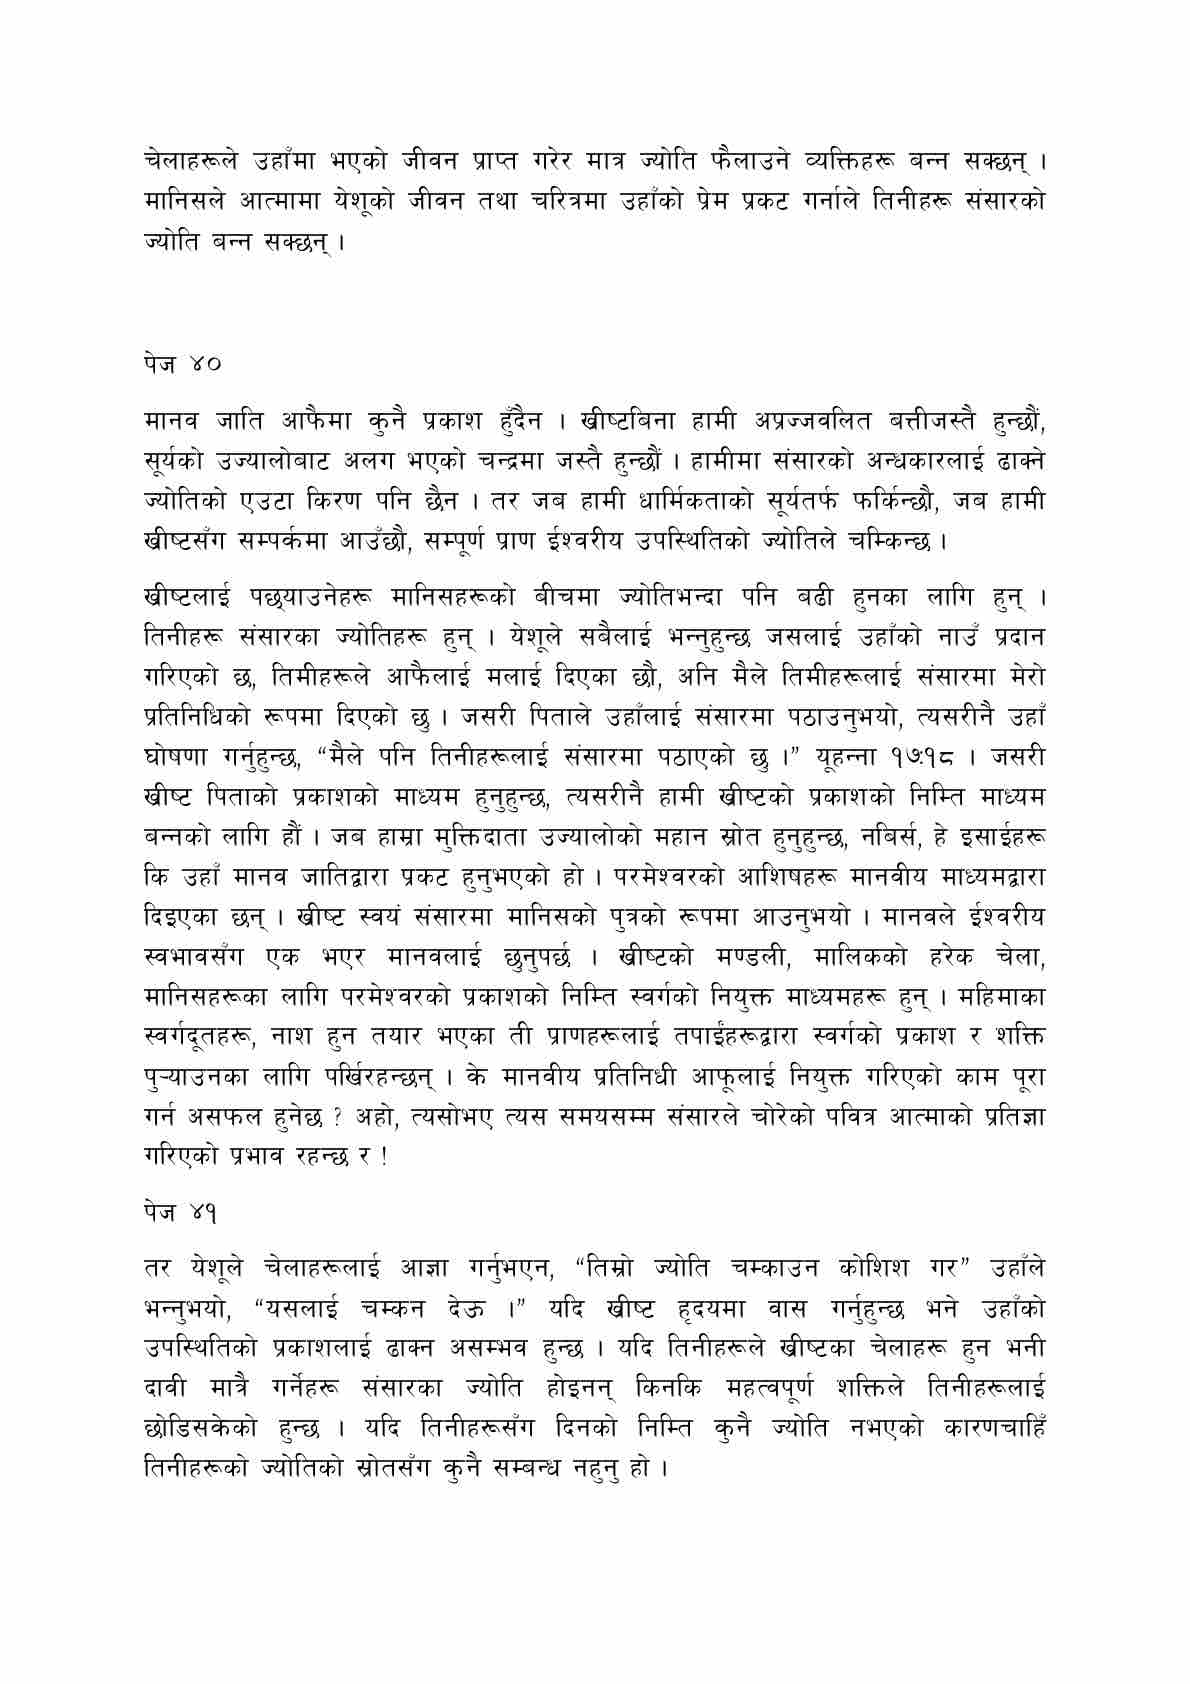 चेलाहरूले उहाँमा भएको जीवन प्राप्त गरेर मात्र ज्योति फैलाउने व्यक्तिहरू बन्न सक्छन् ।
मानिसले आत्मामा येशूको जीवन तथा चरित्रमा उहाँको प्रेम प्रकट गर्नाले तिनीहरू संसारको
ज्योति बन्न सक्छन् ।
पेज ४०
मानव जाति आफैमा कुनै प्रकाश हुँदैन । ख्रीष्टबिना हामी अप्रज्जवलित बत्तीजस्तै हुन्छौं,
सूर्यको उज्यालोबाट अलग भएको चन्द्रमा जस्तै हुन्छौं । हामीमा संसारको अन्धकारलाई ढाक्ने
ज्योतिको एउटा किरण पनि छैन । तर जब हामी धार्मिकताको सूर्यतर्फ फर्किन्छौ, जब हामी
ख्रीष्टसँग सम्पर्कमा आउँछौ, सम्पूर्ण प्राण ईश्वरीय उपस्थितिको ज्योतिले चम्किन्छ ।
ख्रीष्टलाई पछ्याउनेहरू मानिसहरूको बीचमा ज्योतिभन्दा पनि बढी हुनका लागि हुन् ।
तिनीहरू संसारका ज्योतिहरू हुन् । येशूले सबैलाई भन्नुहुन्छ जसलाई उहाँको नाउँ प्रदान
गरिएको छ, तिमीहरूले आफैलाई मलाई दिएका छौ, अनि मैले तिमीहरूलाई संसारमा मेरो
प्रतिनिधिको रूपमा दिएको छु । जसरी पिताले उहाँलाई संसारमा पठाउनुभयो, त्यसरीनै उहाँ
घोषणा गर्नुहुन्छ, “मैले पनि तिनीहरूलाई संसारमा पठाएको छु ।” यूहन्ना १७:१८ । जसरी
ख्रीष्ट पिताको प्रकाशको माध्यम हुनुहुन्छ, त्यसरीनै हामी ख्रीष्टको प्रकाशको निम्ति माध्यम
बन्नको लागि हौं । जब हाम्रा मुक्तिदाता उज्यालोको महान स्रोत हुनुहुन्छ, नबिर्स, हे इसाईहरू
कि उहाँ मानव जातिद्वारा प्रकट हुनुभएको हो । परमेश्वरको आशिषहरू मानवीय माध्यमद्वारा
दिइएका छन् । ख्रीष्ट स्वयं संसारमा मानिसको पुत्रको रूपमा आउनुभयो । मानवले ईश्वरीय
स्वभावसँग एक भएर मानवलाई छुनुपर्छ । ख्रीष्टको मण्डली, मालिकको हरेक चेला,
मानिसहरूका लागि परमेश्वरको प्रकाशको निम्ति स्वर्गको नियुक्त माध्यमहरू हुन् । महिमाका
स्वर्गदूतहरू, नाश हुन तयार भएका ती प्राणहरूलाई तपाईंहरूद्वारा स्वर्गको प्रकाश र शक्ति
पुऱ्याउनका लागि पर्खिरहन्छन् । के मानवीय प्रतिनिधी आफूलाई नियुक्त गरिएको काम पूरा
गर्न असफल हुनेछ ? अहो, त्यसोभए त्यस समयसम्म संसारले चोरेको पवित्र आत्माको प्रतिज्ञा
गरिएको प्रभाव रहन्छ र !
पेज ४१
तर येशूले चेलाहरूलाई आज्ञा गर्नुभएन, “तिम्रो ज्योति चम्काउन कोशिश गर” उहाँले
भन्नुभयो, “यसलाई चम्कन देऊ ।” यदि ख्रीष्ट हृदयमा वास गर्नुहुन्छ भने उहाँको
उपस्थितिको प्रकाशलाई ढाक्न असम्भव हुन्छ । यदि तिनीहरूले ख्रीष्टका चेलाहरू हुन भनी
दावी मात्रै गर्नेहरू संसारका ज्योति होइनन् किनकि महत्वपूर्ण शक्तिले तिनीहरूलाई
छोडिसकेको हुन्छ । यदि तिनीहरूसँग दिनको निम्ति कुनै ज्योति नभएको कारणचाहिँ
तिनीहरूको ज्योतिको स्रोतसँग कुनै सम्बन्ध नहुनु हो ।